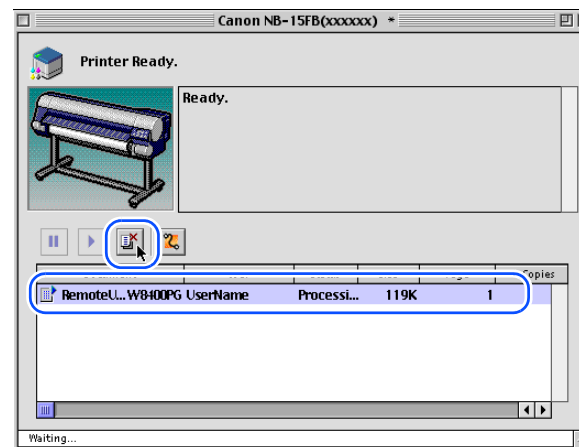 Canon NB-15FB(xxxxxx) *
Printer Ready.
Ready.
Copies
RemoteU...W8400PG UserName Processi... 119K 1
Waiting...